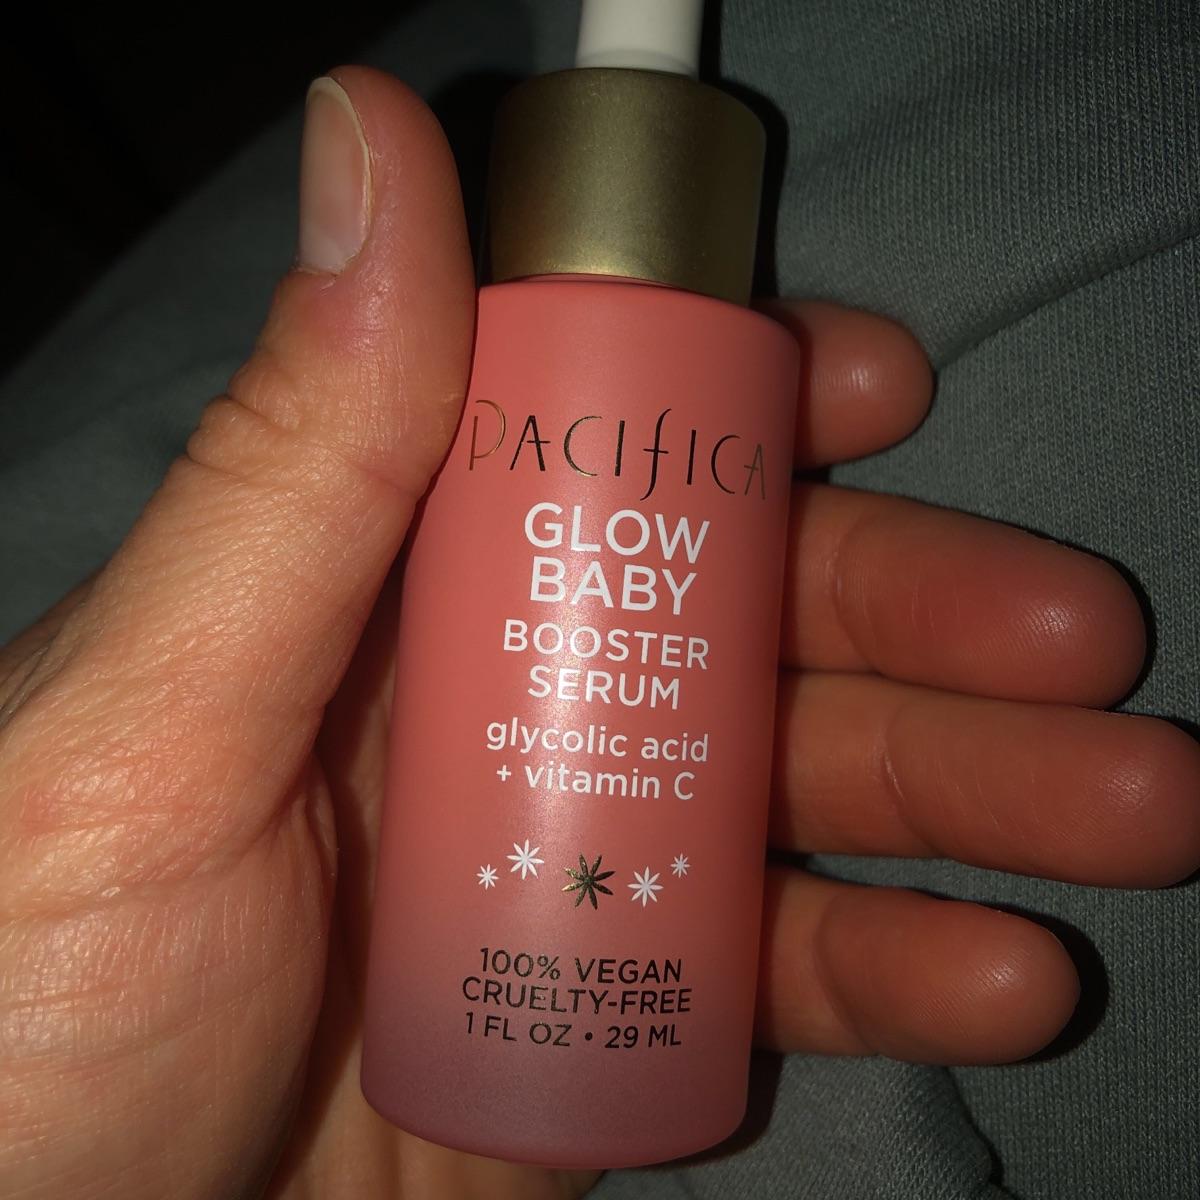 PACIFICA
GLOW
BABY
BOOSTER
SERUM
glycolic acid
+ vitamin C
100% VEGAN
CRUELTY-FREE
1 FL OZ • 29 ML